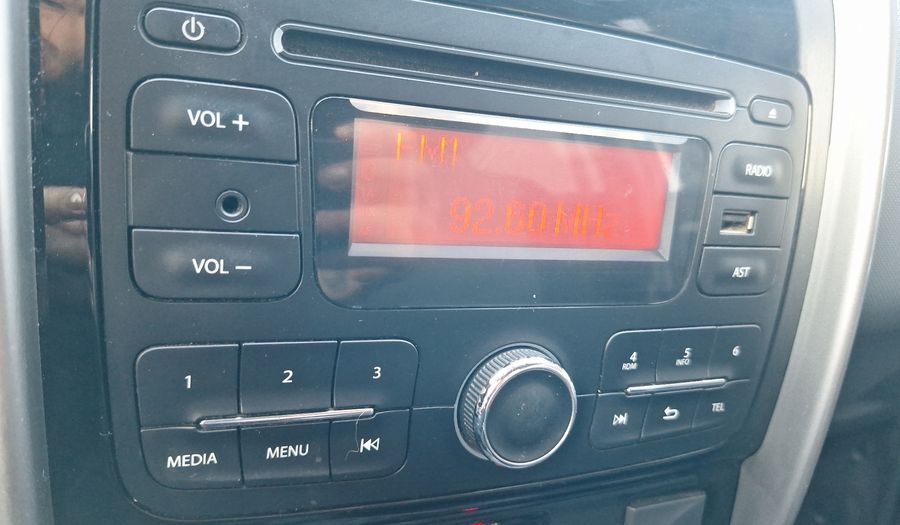 VOL +
FM1
RADIO
92.60 MHz
VOL −
AST
1
2
3
4
RDM
5
INFO
6
MEDIA
MENU
TEL